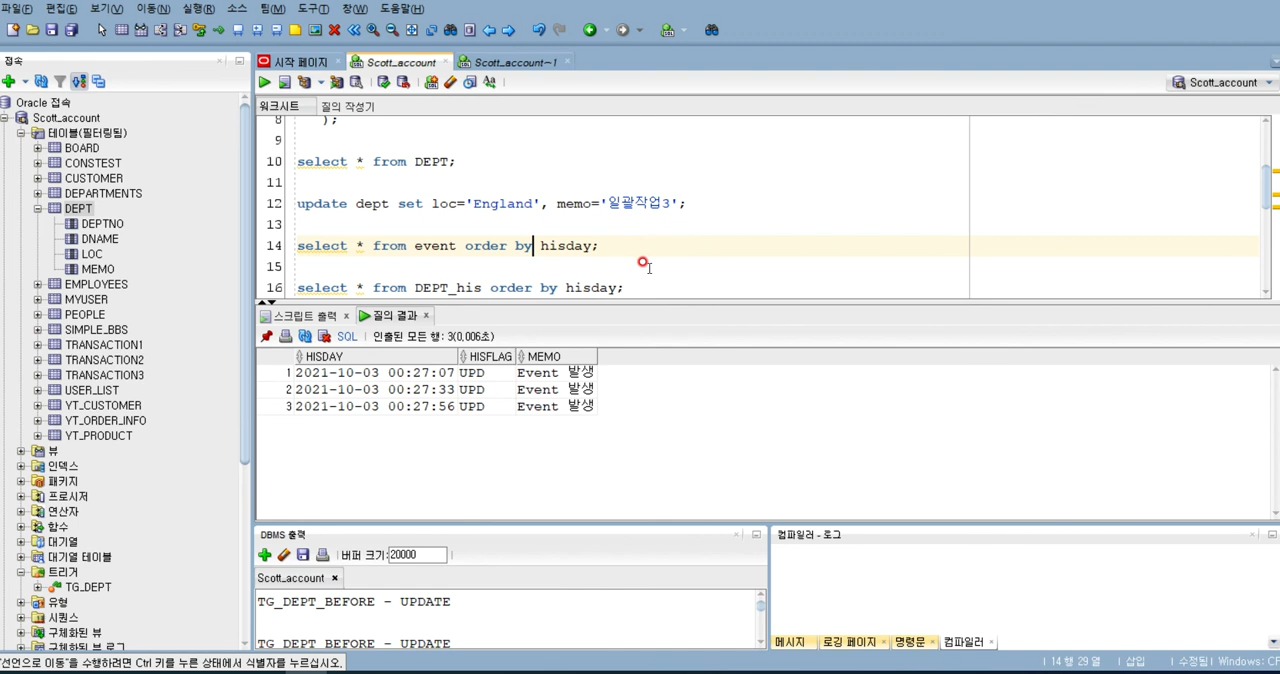 파일(F) 편집(E) 보기(V) 이동(N) 실행(R) 소스 팀(M) 도구(T) 창(W) 도움말(H)
접속
시작 페이지 Scott_account Scott_account~1
Scott_account
워크시트 질의 작성기
Oracle 접속
Scott_account
테이블(필터링됨)
BOARD
CONSTEST
CUSTOMER
DEPARTMENTS
DEPT
DEPTNO
DNAME
LOC
MEMO
EMPLOYEES
MYUSER
PEOPLE
SIMPLE_BBS
TRANSACTION1
TRANSACTION2
TRANSACTION3
USER_LIST
YT_CUSTOMER
YT_ORDER_INFO
YT_PRODUCT
뷰
인덱스
패키지
프로시저
연산자
함수
대기열
대기열 테이블
트리거
TG_DEPT
유형
시퀀스
구체화된 뷰
구체화된 뷰 로그
8 );
9
10 select * from DEPT;
11
12 update dept set loc='England', memo='일괄작업3';
13
14 select * from event order by hisday;
15
16 select * from DEPT_his order by hisday;
스크립트 출력 질의 결과
SQL 인출된 모든 행: 3(0,006초)
HISDAY HISFLAG MEMO
1 2021-10-03 00:27:07 UPD Event 발생
2 2021-10-03 00:27:33 UPD Event 발생
3 2021-10-03 00:27:56 UPD Event 발생
DBMS 출력
버퍼 크기: 20000
Scott_account
TG_DEPT_BEFORE - UPDATE
TG_DEPT_BEFORE - UPDATE
컴파일러 - 로그
메시지 로깅 페이지 명령문 컴파일러
"선언으로 이동"을 수행하려면 Ctrl 키를 누른 상태에서 식별자를 누르십시오.
14 행 29 열 삽입 수정됨 Windows: CF